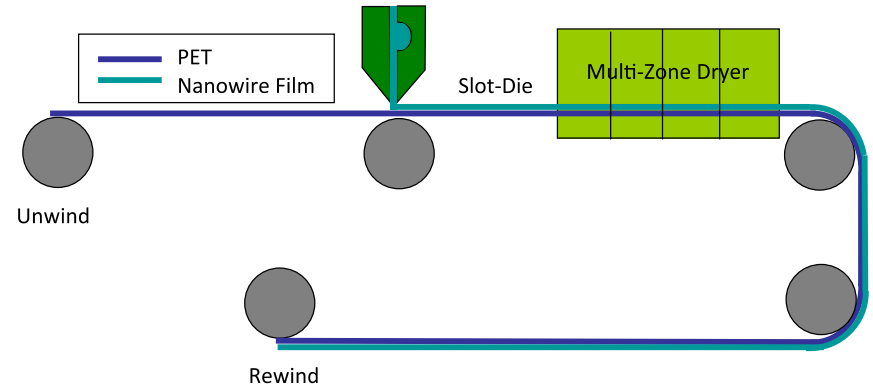 PET
Nanowire Film
Slot-Die
Multi-Zone Dryer
Unwind
Rewind